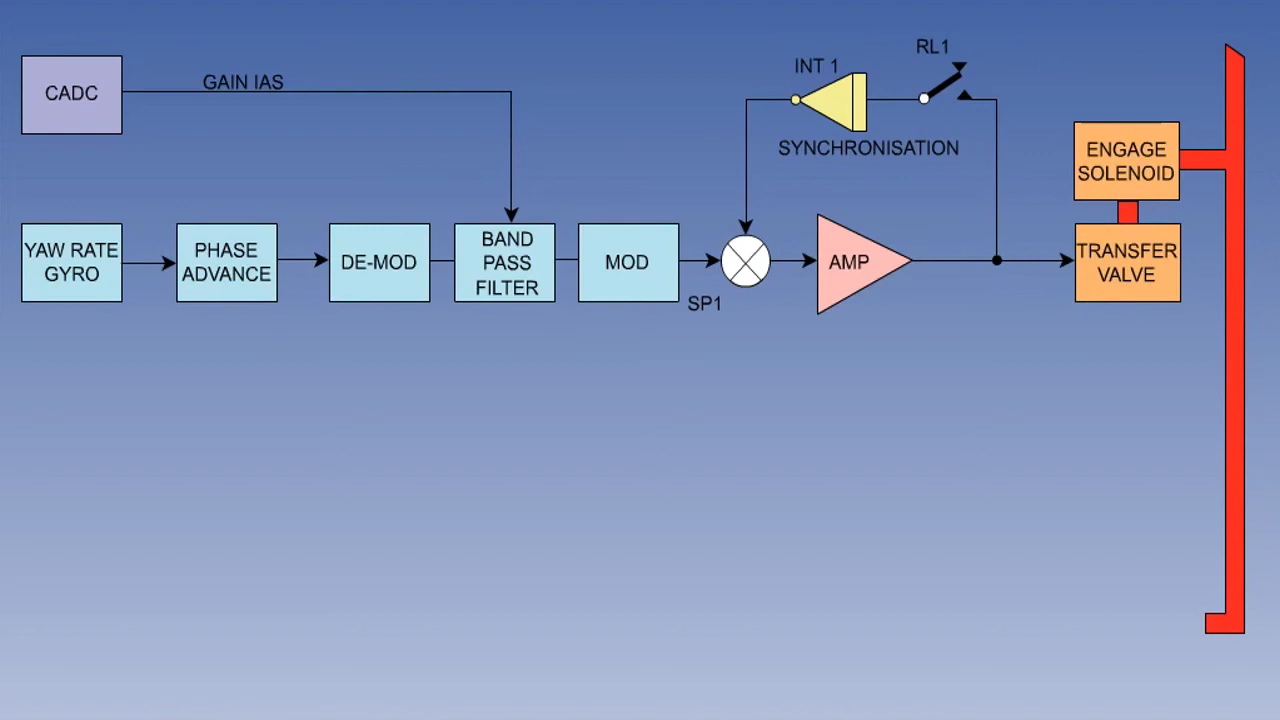 RL1
INT 1
GAIN IAS
CADC
SYNCHRONISATION
ENGAGE
SOLENOID
YAW RATE
GYRO
PHASE
ADVANCE
DE-MOD
BAND
PASS
FILTER
MOD
SP1
AMP
TRANSFER
VALVE